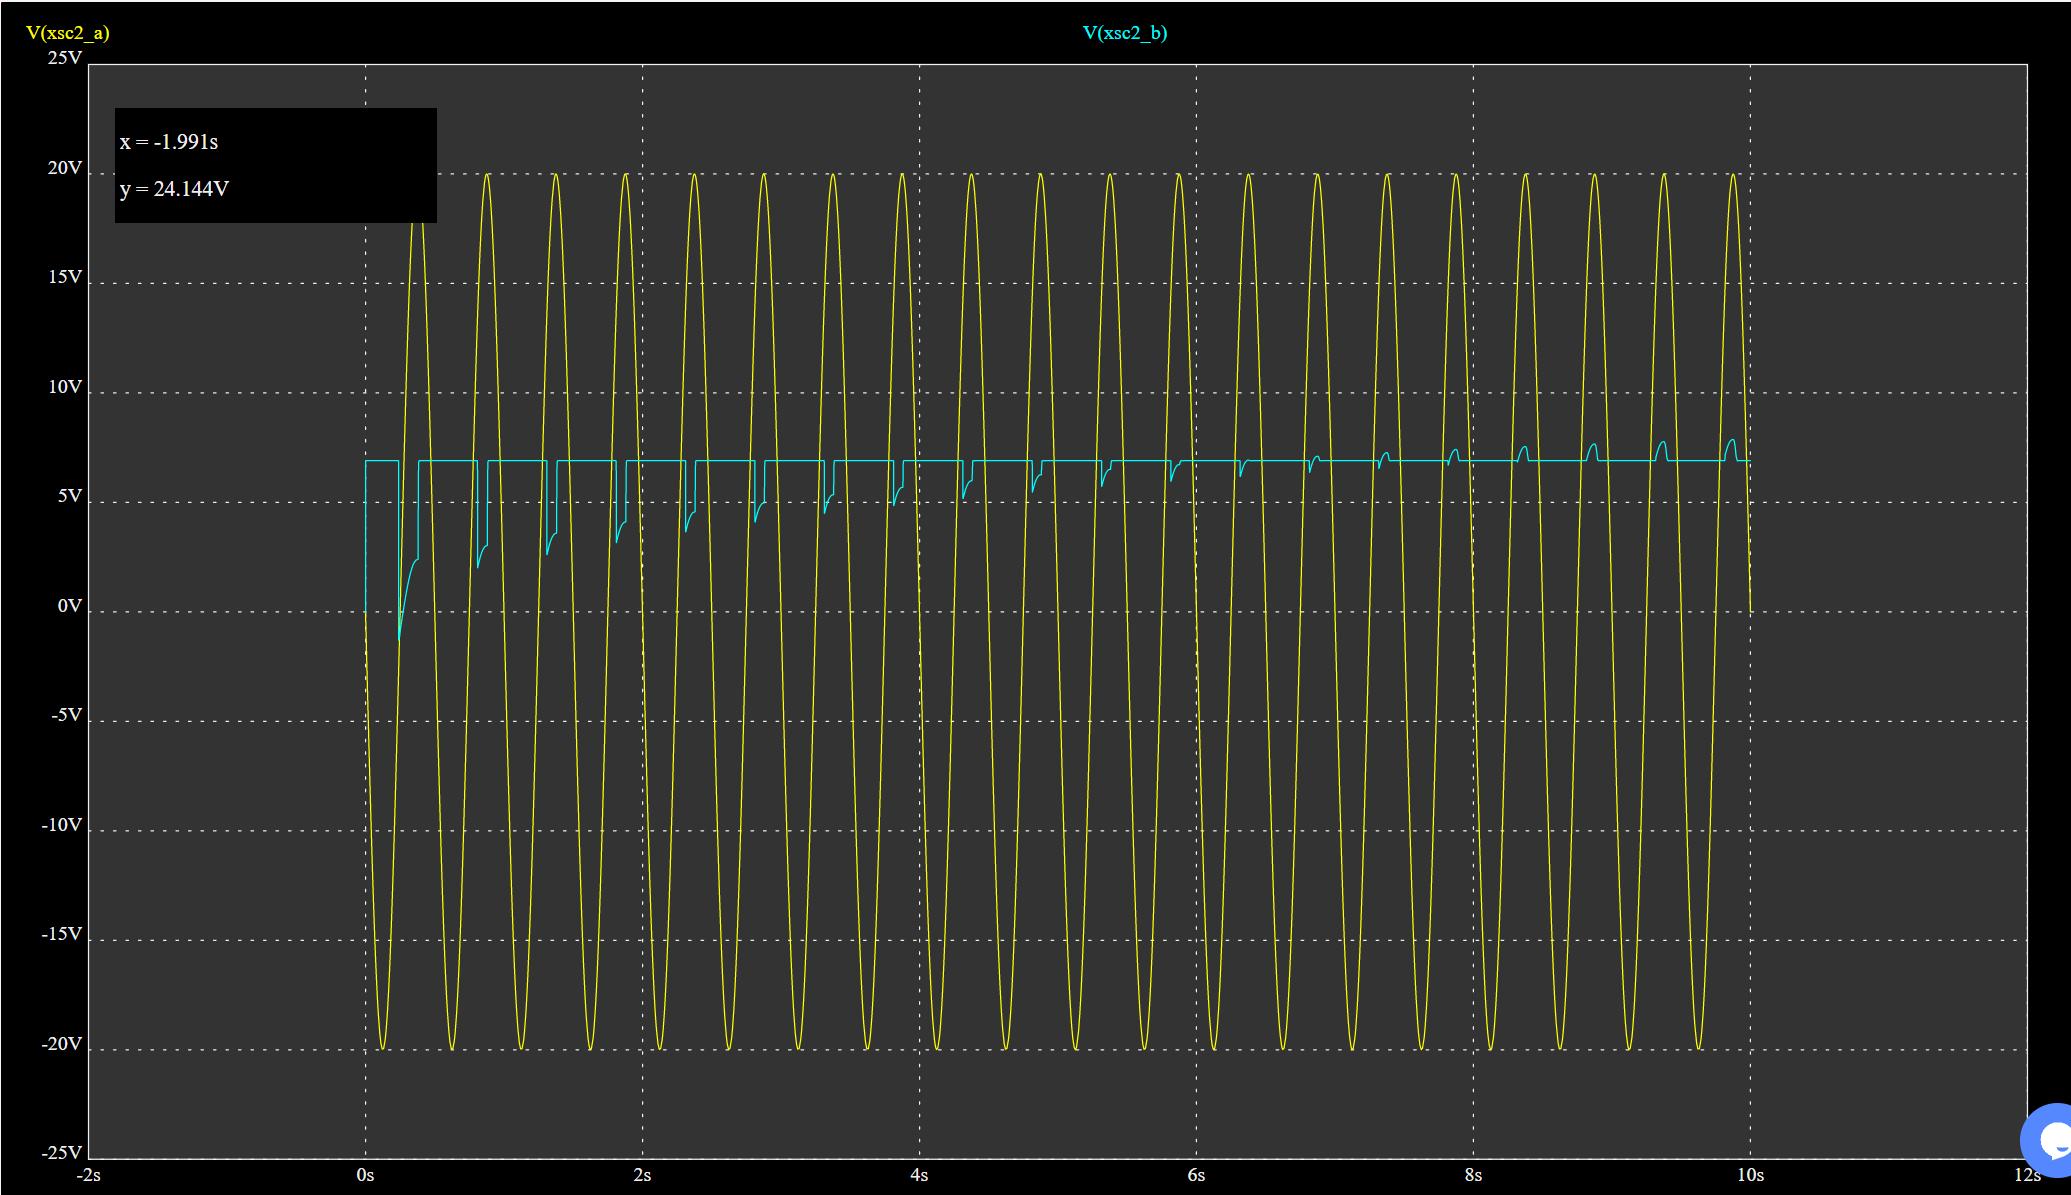 V(xsc2_a) V(xsc2_b)
25V
x = -1.991s
20V
y = 24.144V
15V
10V
5V
0V
-5V
-10V
-15V
-20V
-25V
-2s 0s 2s 4s 6s 8s 10s 12s